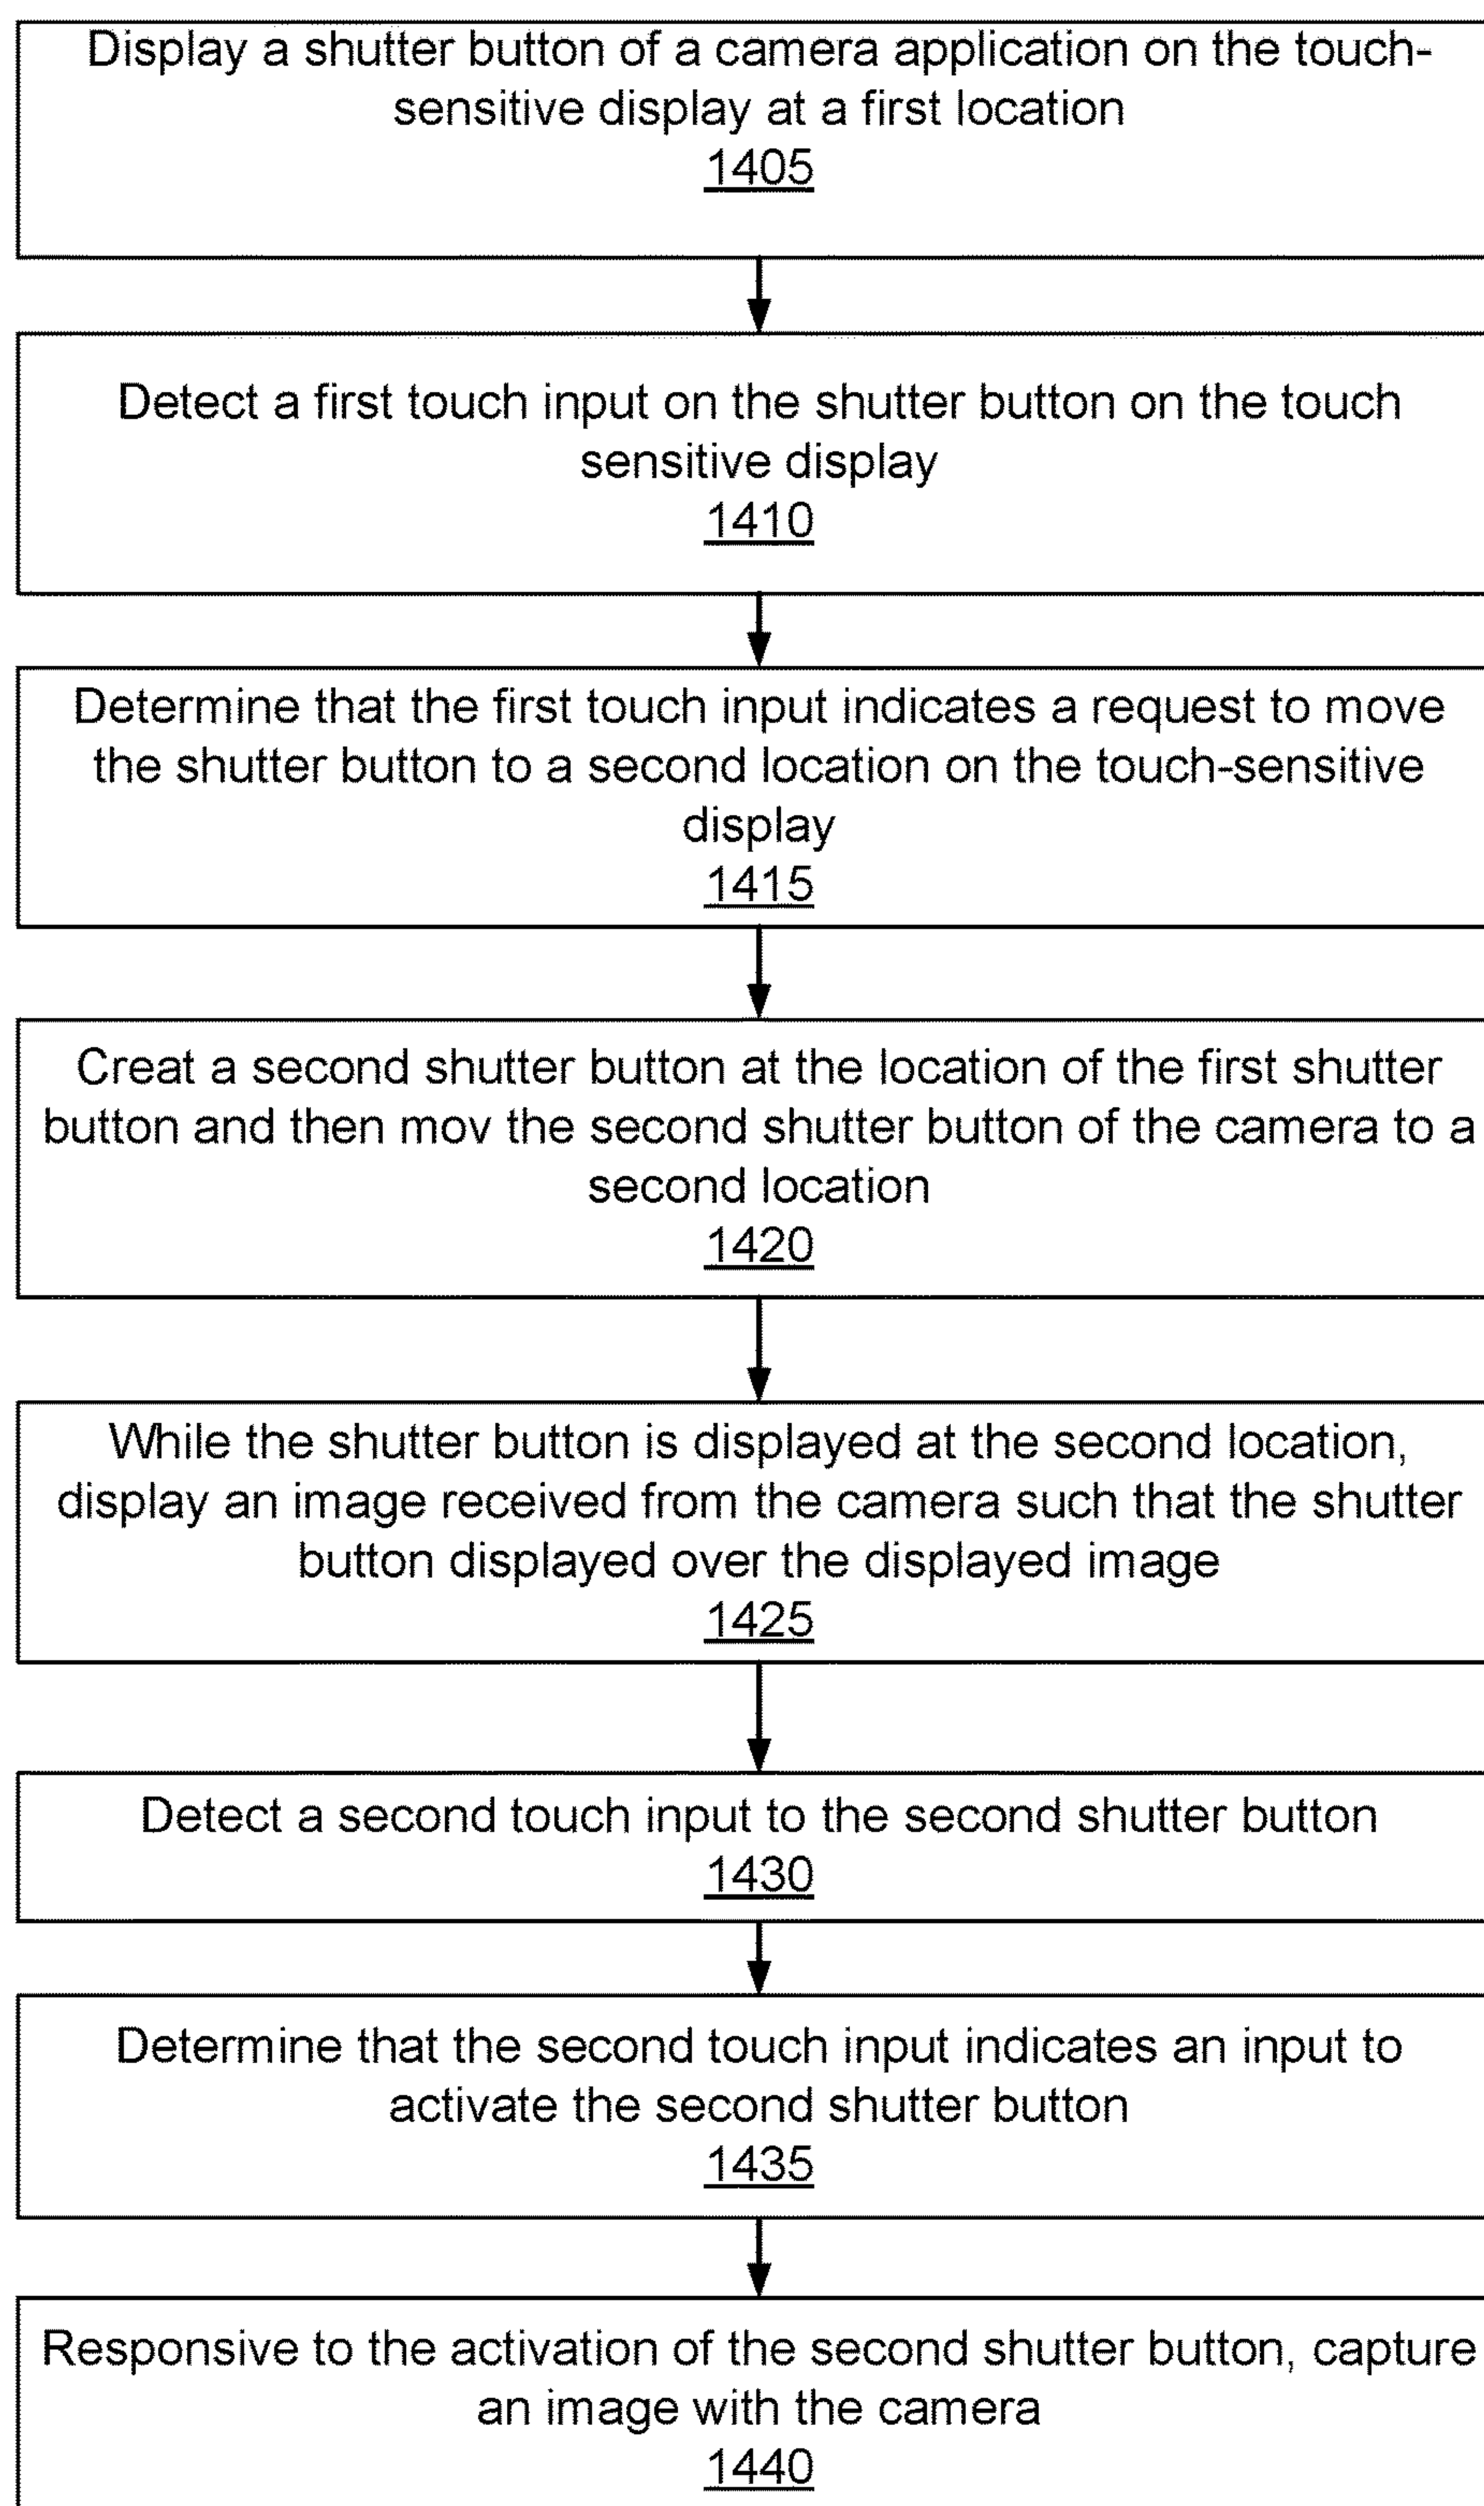 Display a shutter button of a camera application on the touch-
sensitive display at a first location
1405
Detect a first touch input on the shutter button on the touch
sensitive display
1410
Determine that the first touch input indicates a request to move
the shutter button to a second location on the touch-sensitive
display
1415
Creat a second shutter button at the location of the first shutter
button and then mov the second shutter button of the camera to a
second location
1420
While the shutter button is displayed at the second location,
display an image received from the camera such that the shutter
button displayed over the displayed image
1425
Detect a second touch input to the second shutter button
1430
Determine that the second touch input indicates an input to
activate the second shutter button
1435
Responsive to the activation of the second shutter button, capture
an image with the camera
1440